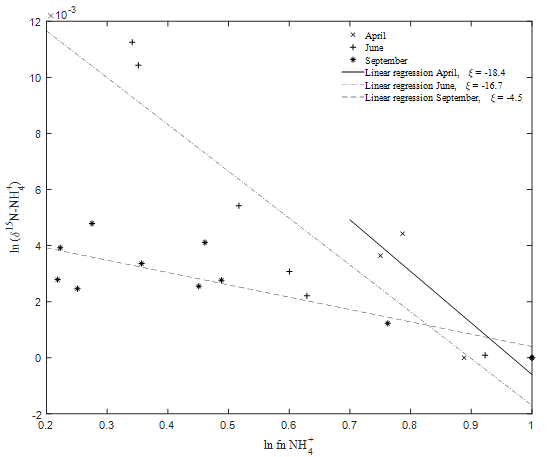 ×10⁻³
12
10
8
6
4
2
0
-2
ln (δ¹⁵N-NH₄⁺)
× April
+ June
* September
Linear regression April, ξ = -18.4
Linear regression June, ξ = -16.7
Linear regression September, ξ = -4.5
0.2 0.3 0.4 0.5 0.6 0.7 0.8 0.9 1
ln fn NH₄⁺